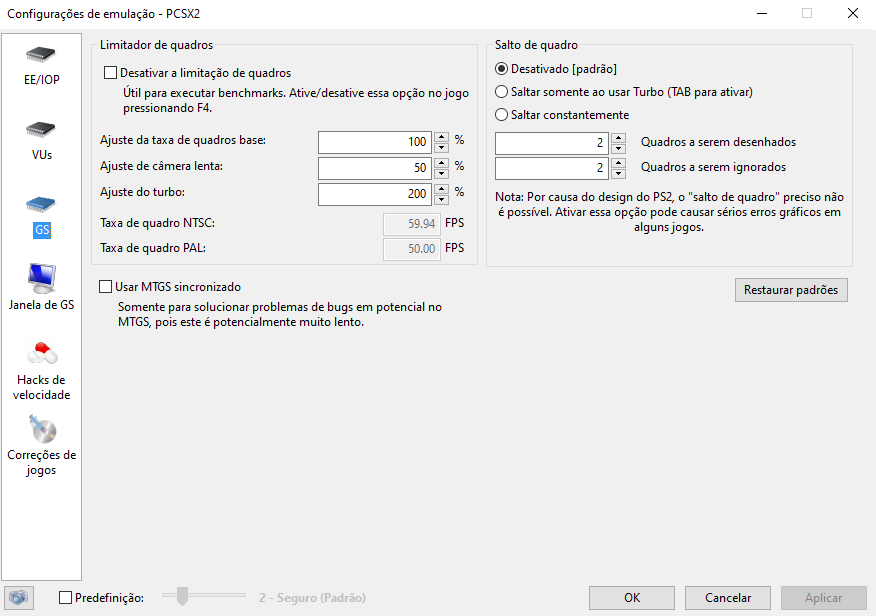 Configurações de emulação - PCSX2
EE/IOP
VUs
GS
Janela de GS
Hacks de
velocidade
Correções de
jogos
Limitador de quadros
Desativar a limitação de quadros
Útil para executar benchmarks. Ative/desative essa opção no jogo
pressionando F4.
Ajuste da taxa de quadros base: 100 %
Ajuste de câmera lenta: 50 %
Ajuste do turbo: 200 %
Taxa de quadro NTSC: 59.94 FPS
Taxa de quadro PAL: 50.00 FPS
Usar MTGS sincronizado
Somente para solucionar problemas de bugs em potencial no
MTGS, pois este é potencialmente muito lento.
Salto de quadro
Desativado [padrão]
Saltar somente ao usar Turbo (TAB para ativar)
Saltar constantemente
2 Quadros a serem desenhados
2 Quadros a serem ignorados
Nota: Por causa do design do PS2, o "salto de quadro" preciso não
é possível. Ativar essa opção pode causar sérios erros gráficos em
alguns jogos.
Restaurar padrões
Predefinição: 2 - Seguro (Padrão)
OK Cancelar Aplicar